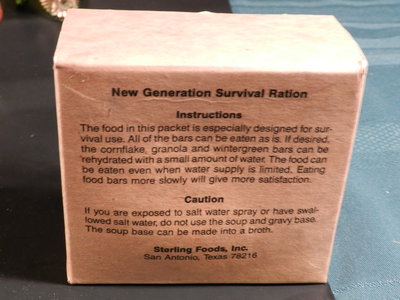 New Generation Survival Ration
Instructions
The food in this packet is especially designed for sur-
vival use. All of the bars can be eaten as is. If desired,
the cornflake, granola and wintergreen bars can be
rehydrated with a small amount of water. The food can
be eaten even when water supply is limited. Eating
food bars more slowly will give more satisfaction.
Caution
If you are exposed to salt water spray or have swal-
lowed salt water, do not use the soup and gravy base.
The soup base can be made into a broth.
Sterling Foods, Inc.
San Antonio, Texas 78216